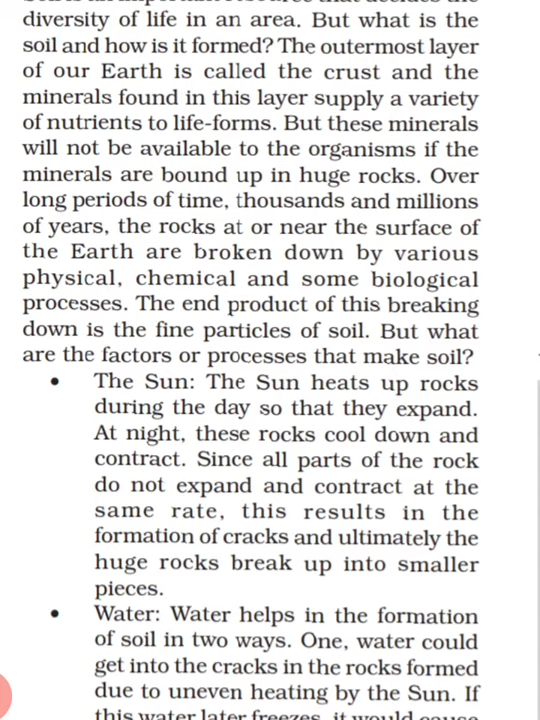 diversity of life in an area. But what is the
soil and how is it formed? The outermost layer
of our Earth is called the crust and the
minerals found in this layer supply a variety
of nutrients to life-forms. But these minerals
will not be available to the organisms if the
minerals are bound up in huge rocks. Over
long periods of time, thousands and millions
of years, the rocks at or near the surface of
the Earth are broken down by various
physical, chemical and some biological
processes. The end product of this breaking
down is the fine particles of soil. But what
are the factors or processes that make soil?
• The Sun: The Sun heats up rocks
during the day so that they expand.
At night, these rocks cool down and
contract. Since all parts of the rock
do not expand and contract at the
same rate, this results in the
formation of cracks and ultimately the
huge rocks break up into smaller
pieces.
• Water: Water helps in the formation
of soil in two ways. One, water could
get into the cracks in the rocks formed
due to uneven heating by the Sun. If
this water later freezes, it would cause